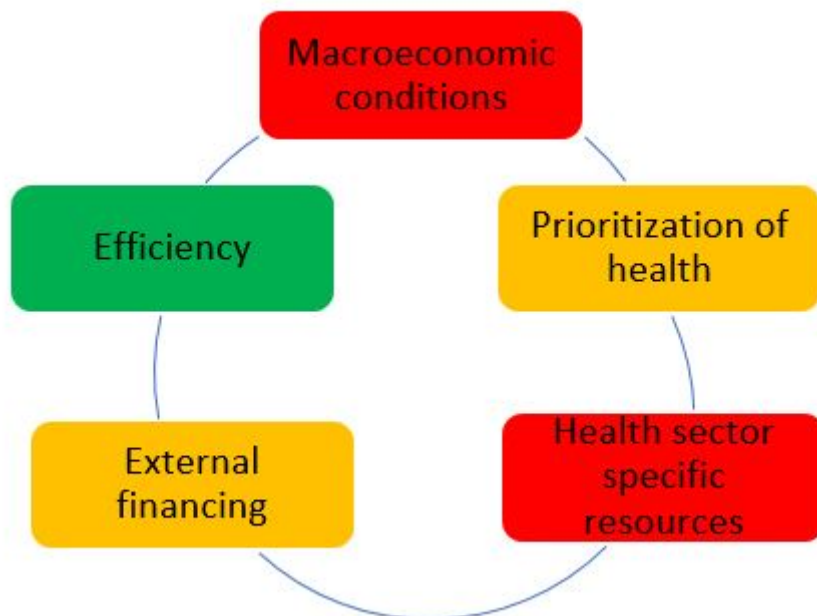 Macroeconomic
conditions
Prioritization of
health
Health sector
specific
resources
External
financing
Efficiency